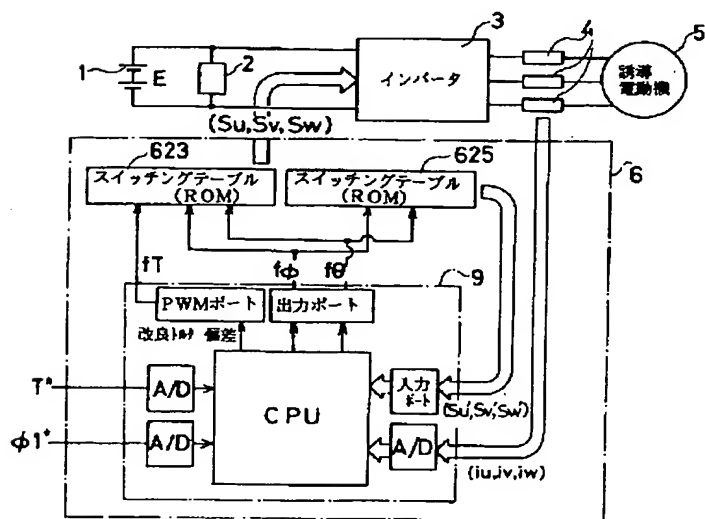 3
4
5
1
E
2
インバータ
誘導
電動機
(Su,Sv,Sw)
623
625
6
スイッチングテーブル
(ROM)
スイッチングテーブル
(ROM)
fT
fφ
fθ
9
PWMポート
出力ポート
改良トルク 偏差
T*
A/D
CPU
入力
ポート
(Su',Sv',Sw')
φ1*
A/D
A/D
(iu,iv,iw)